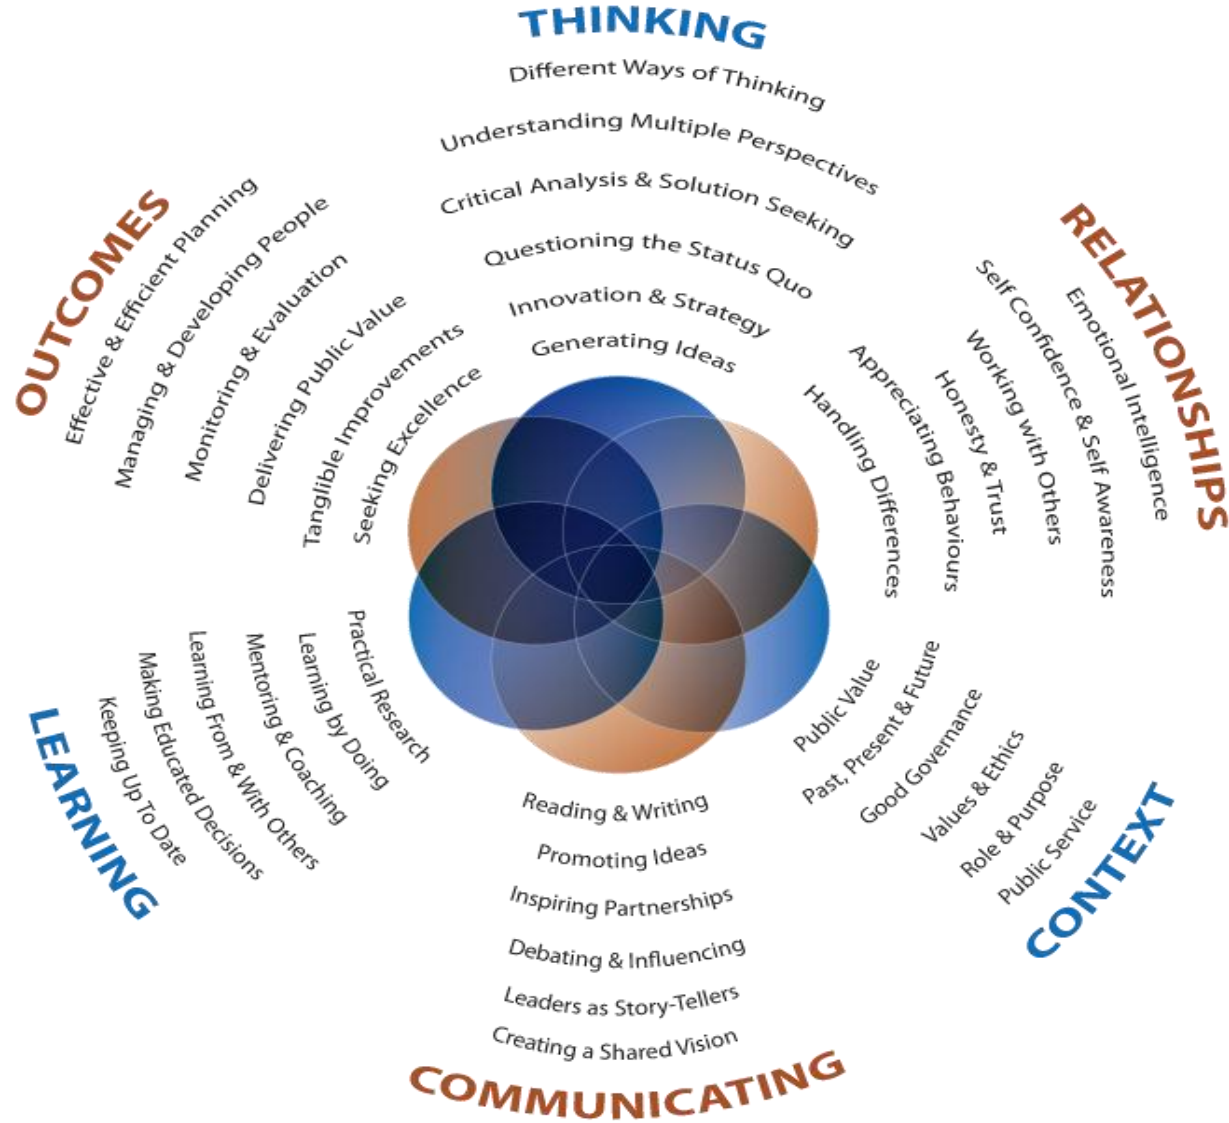 THINKING
Different Ways of Thinking
Understanding Multiple Perspectives
Critical Analysis & Solution Seeking
Questioning the Status Quo
Innovation & Strategy
Generating Ideas
RELATIONSHIPS
Emotional Intelligence
Self Confidence & Self Awareness
Working with Others
Honesty & Trust
Appreciating Behaviours
Handling Differences
CONTEXT
Public Value
Past, Present & Future
Good Governance
Values & Ethics
Role & Purpose
Public Service
Reading & Writing
Promoting Ideas
Inspiring Partnerships
Debating & Influencing
Leaders as Story-Tellers
Creating a Shared Vision
COMMUNICATING
LEARNING
Keeping Up To Date
Making Educated Decisions
Learning From & With Others
Mentoring & Coaching
Learning by Doing
Practical Research
OUTCOMES
Effective & Efficient Planning
Managing & Developing People
Monitoring & Evaluation
Delivering Public Value
Tanglible Improvements
Seeking Excellence